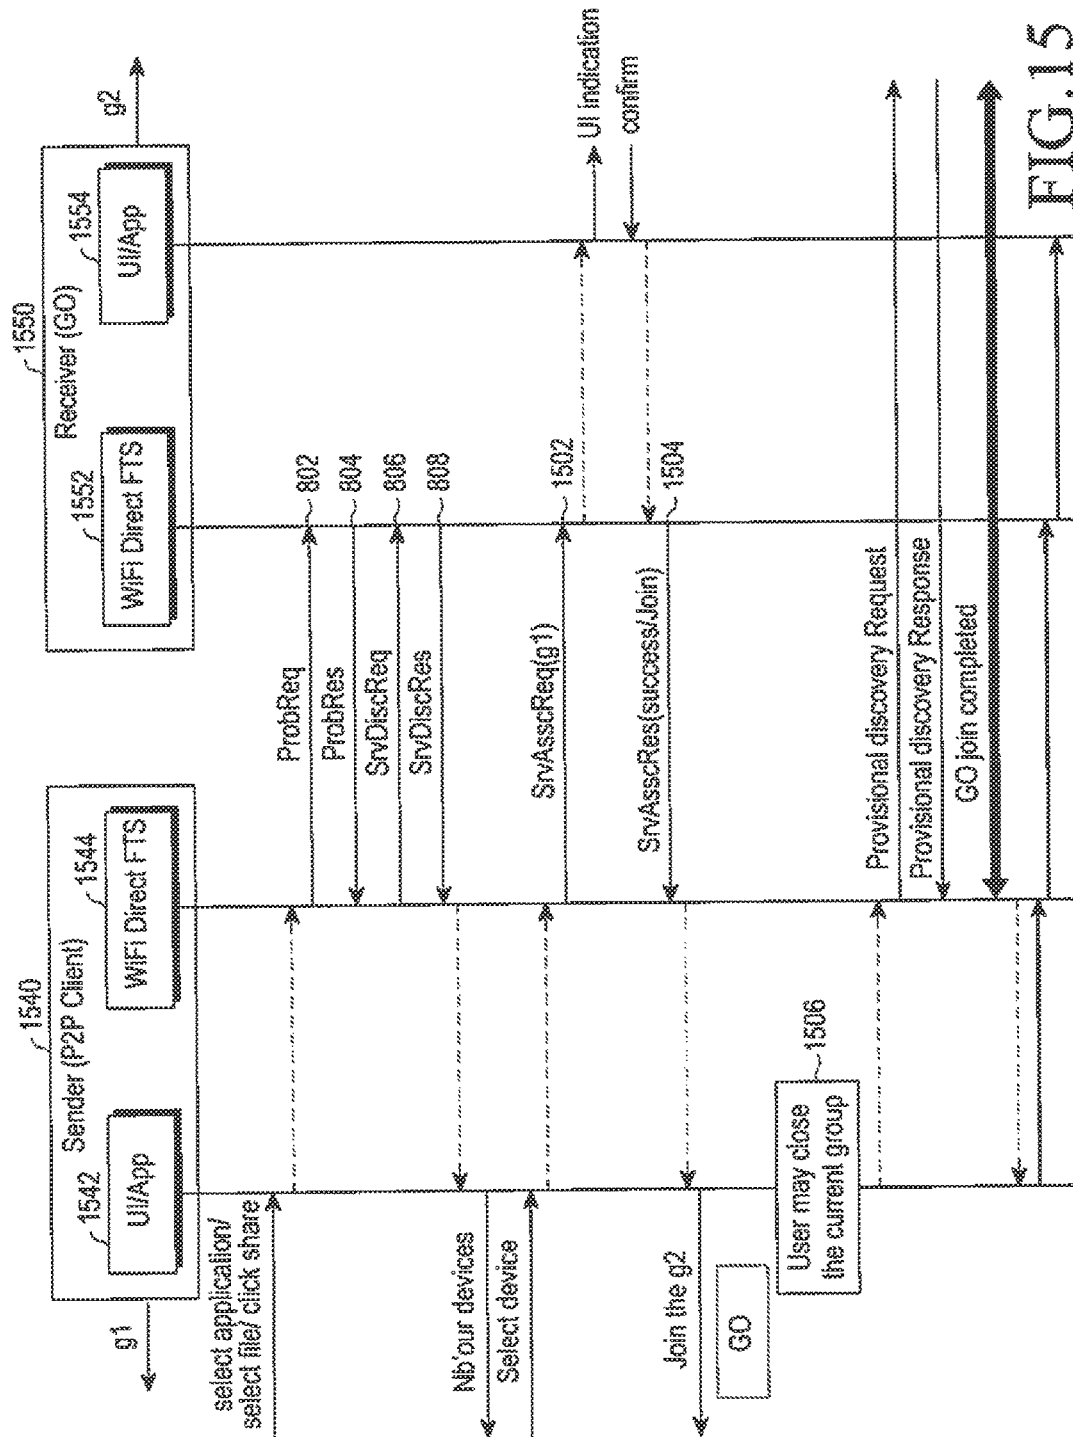 1540
Sender (P2P Client)
1542
UI/App
1544
WiFi Direct FTS
g1
1550
Receiver (GO)
1552
WiFi Direct FTS
1554
UI/App
g2
select application/
select file/ click share
ProbReq
802
ProbRes
804
SrvDiscReq
806
SrvDiscRes
808
Nb'our devices
Select device
SrvAsscReq(g1)
1502
UI indication
confirm
SrvAsscRes(success/Join)
1504
Join the g2
GO
1506
User may close
the current group
Provisional discovery Request
Provisional discovery Response
GO join completed
FIG.15